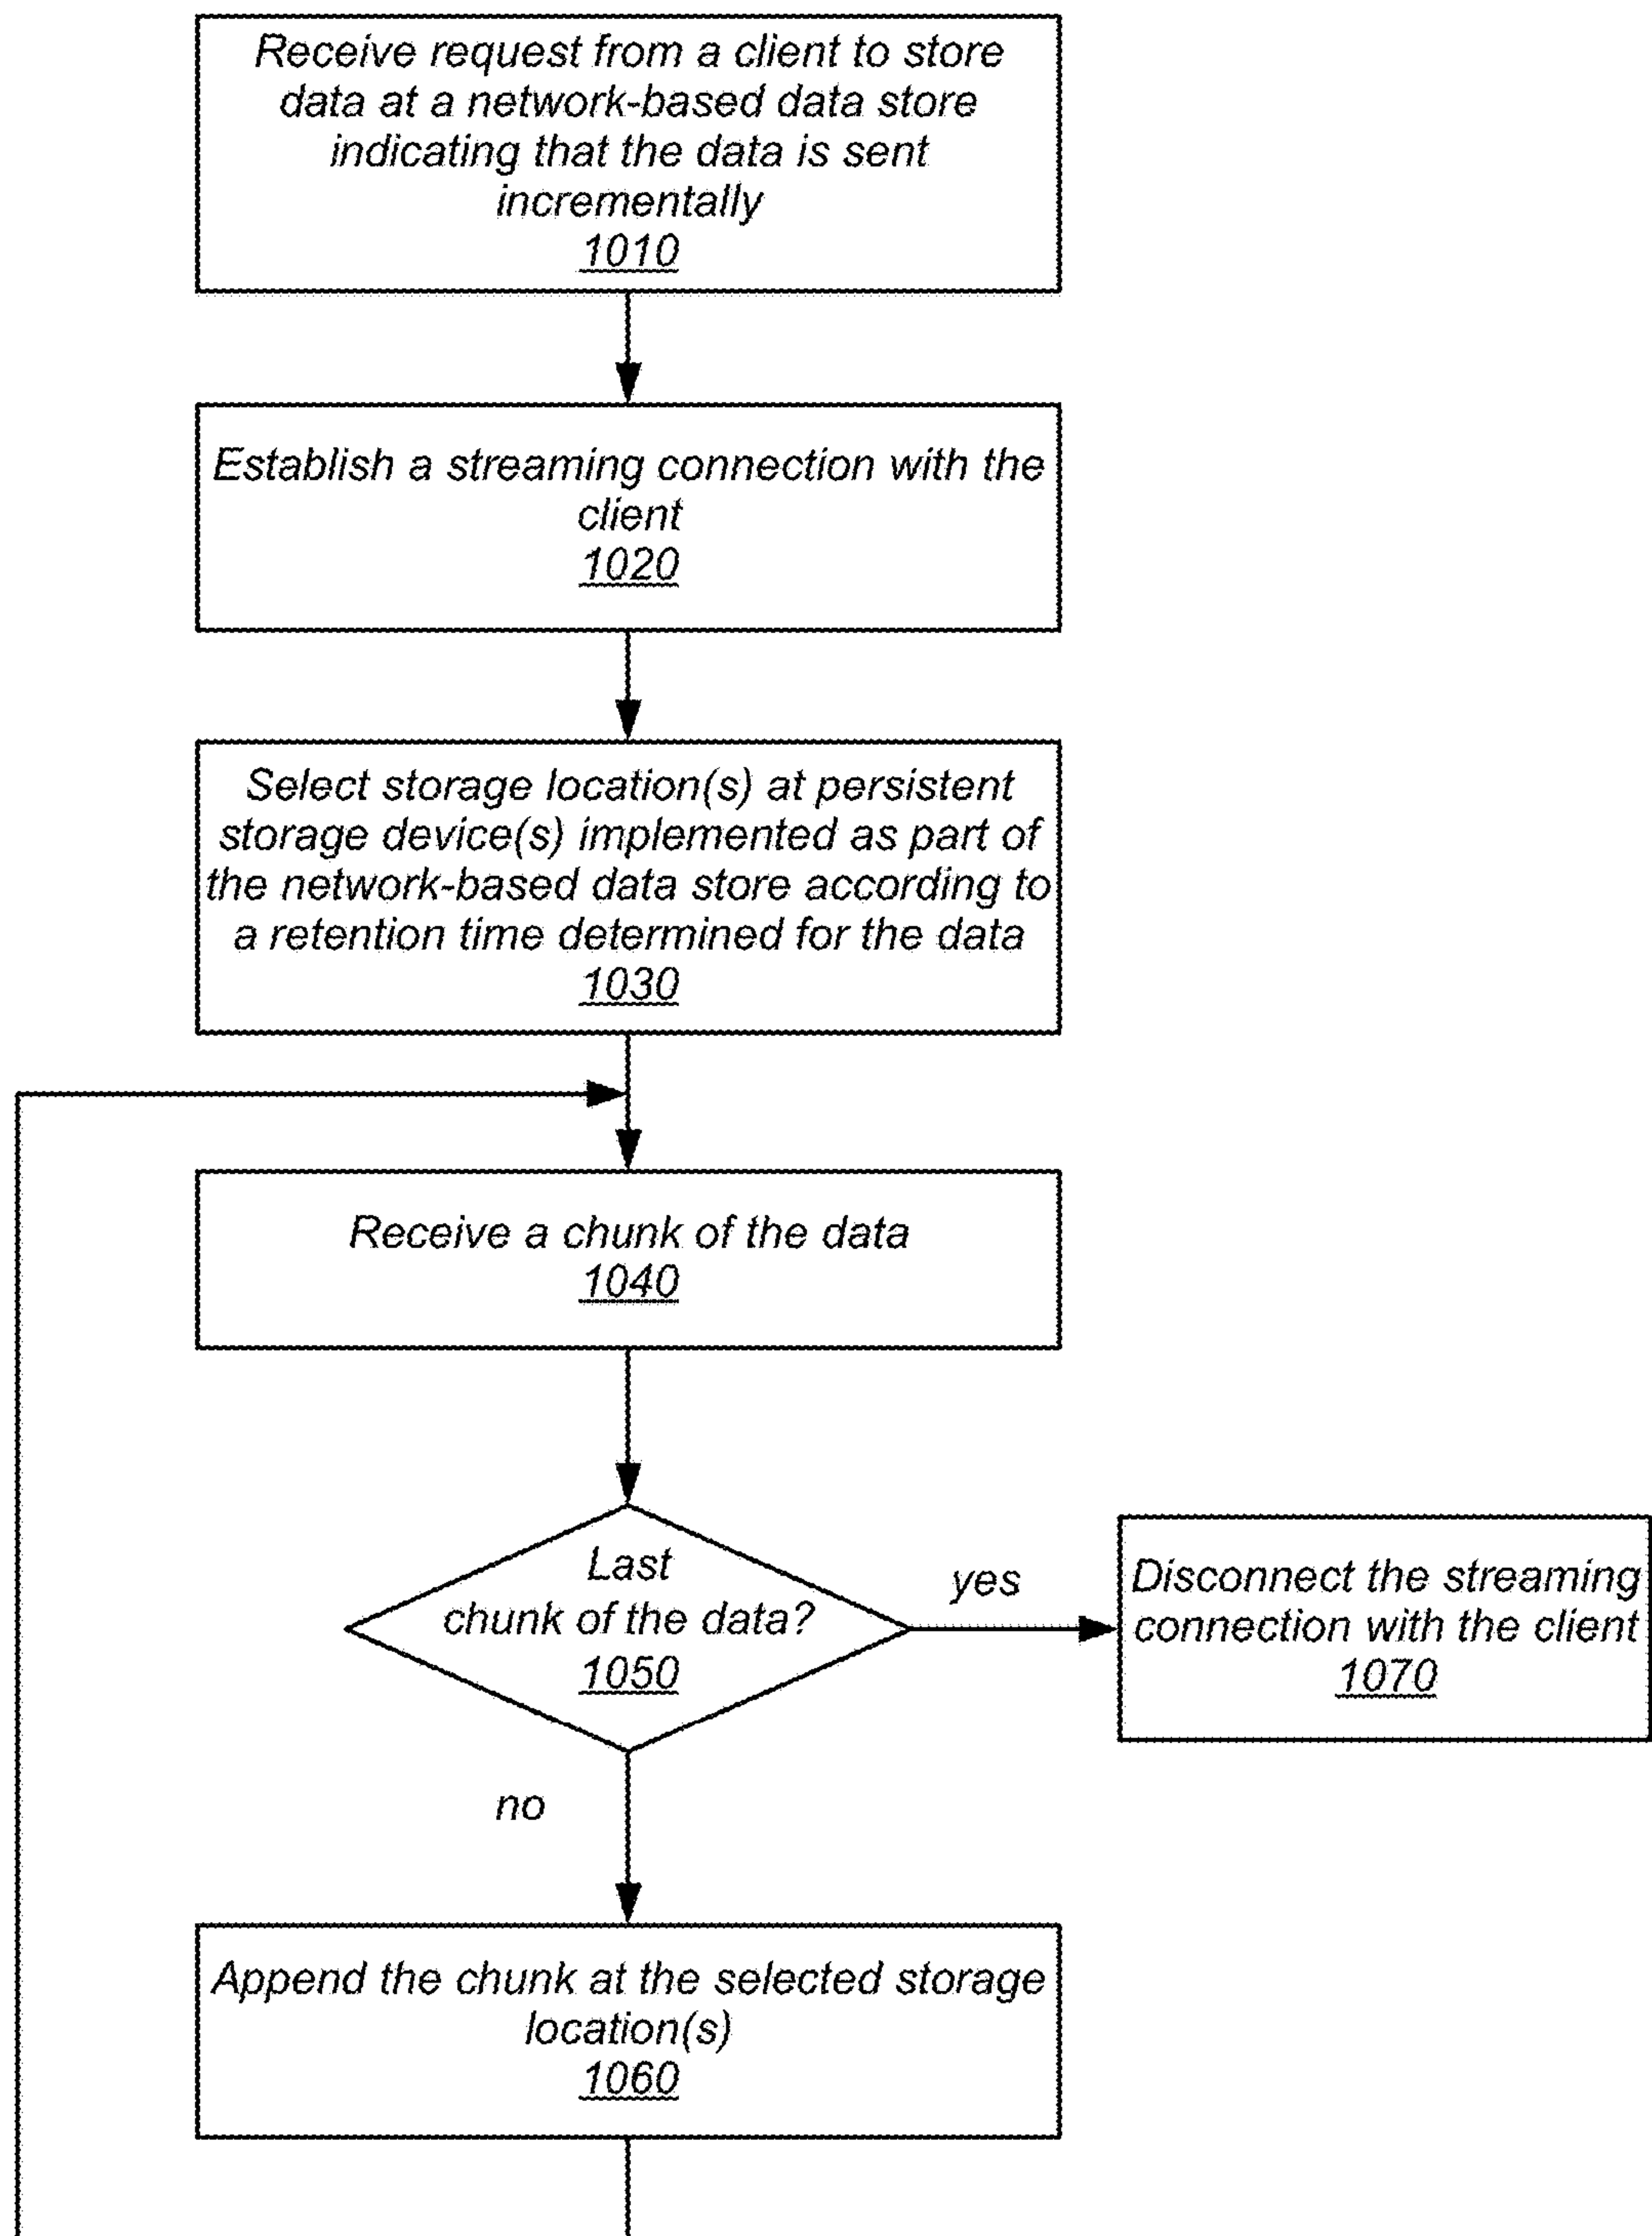 Receive request from a client to store
data at a network-based data store
indicating that the data is sent
incrementally
1010
Establish a streaming connection with the
client
1020
Select storage location(s) at persistent
storage device(s) implemented as part of
the network-based data store according to
a retention time determined for the data
1030
Receive a chunk of the data
1040
Last
chunk of the data?
1050
yes
Disconnect the streaming
connection with the client
1070
no
Append the chunk at the selected storage
location(s)
1060